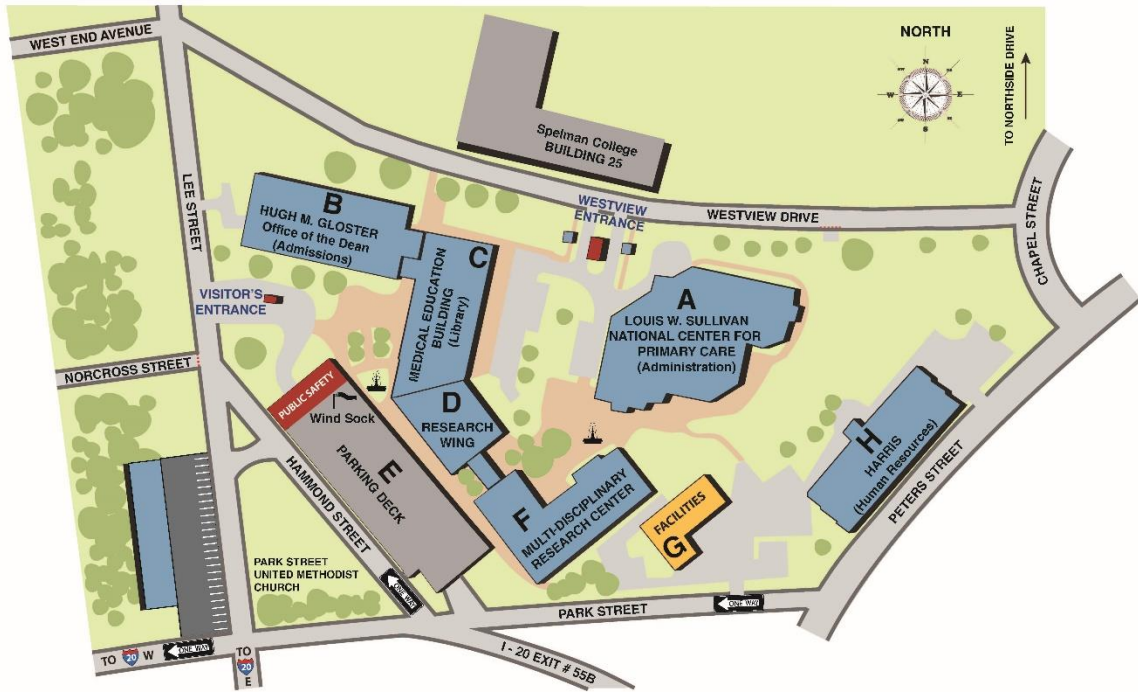 WEST END AVENUE
Spelman College
BUILDING 25
NORTH
N
W
E
S
TO NORTHSIDE DRIVE
LEE STREET
B
HUGH M. GLOSTER
Office of the Dean
(Admissions)
WESTVIEW
ENTRANCE
WESTVIEW DRIVE
CHAPEL STREET
C
MEDICAL EDUCATION
BUILDING
(Library)
VISITOR'S
ENTRANCE
A
LOUIS W. SULLIVAN
NATIONAL CENTER FOR
PRIMARY CARE
(Administration)
NORCROSS STREET
PUBLIC SAFETY
Wind Sock
E
PARKING DECK
D
RESEARCH
WING
HAMMOND STREET
F
MULTI-DISCIPLINARY
RESEARCH CENTER
FACILITIES
G
H
HARRIS
(Human Resources)
PETERS STREET
PARK STREET
UNITED METHODIST
CHURCH
ONE WAY
PARK STREET
ONE WAY
I - 20 EXIT # 55B
TO 20 W
ONE WAY
TO
20
E